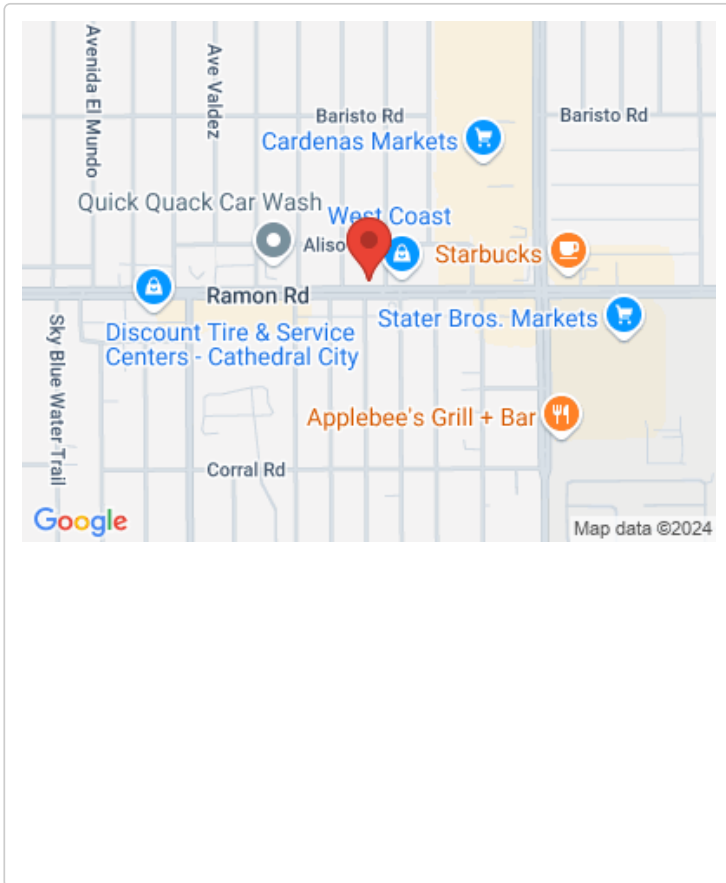 Avenida El Mundo
Ave Valdez
Baristo Rd
Baristo Rd
Cardenas Markets
Quick Quack Car Wash
West Coast
Aliso
Starbucks
Ramon Rd
Stater Bros. Markets
Discount Tire & Service
Centers - Cathedral City
Sky Blue Water Trail
Applebee's Grill + Bar
Corral Rd
Google
Map data ©2024